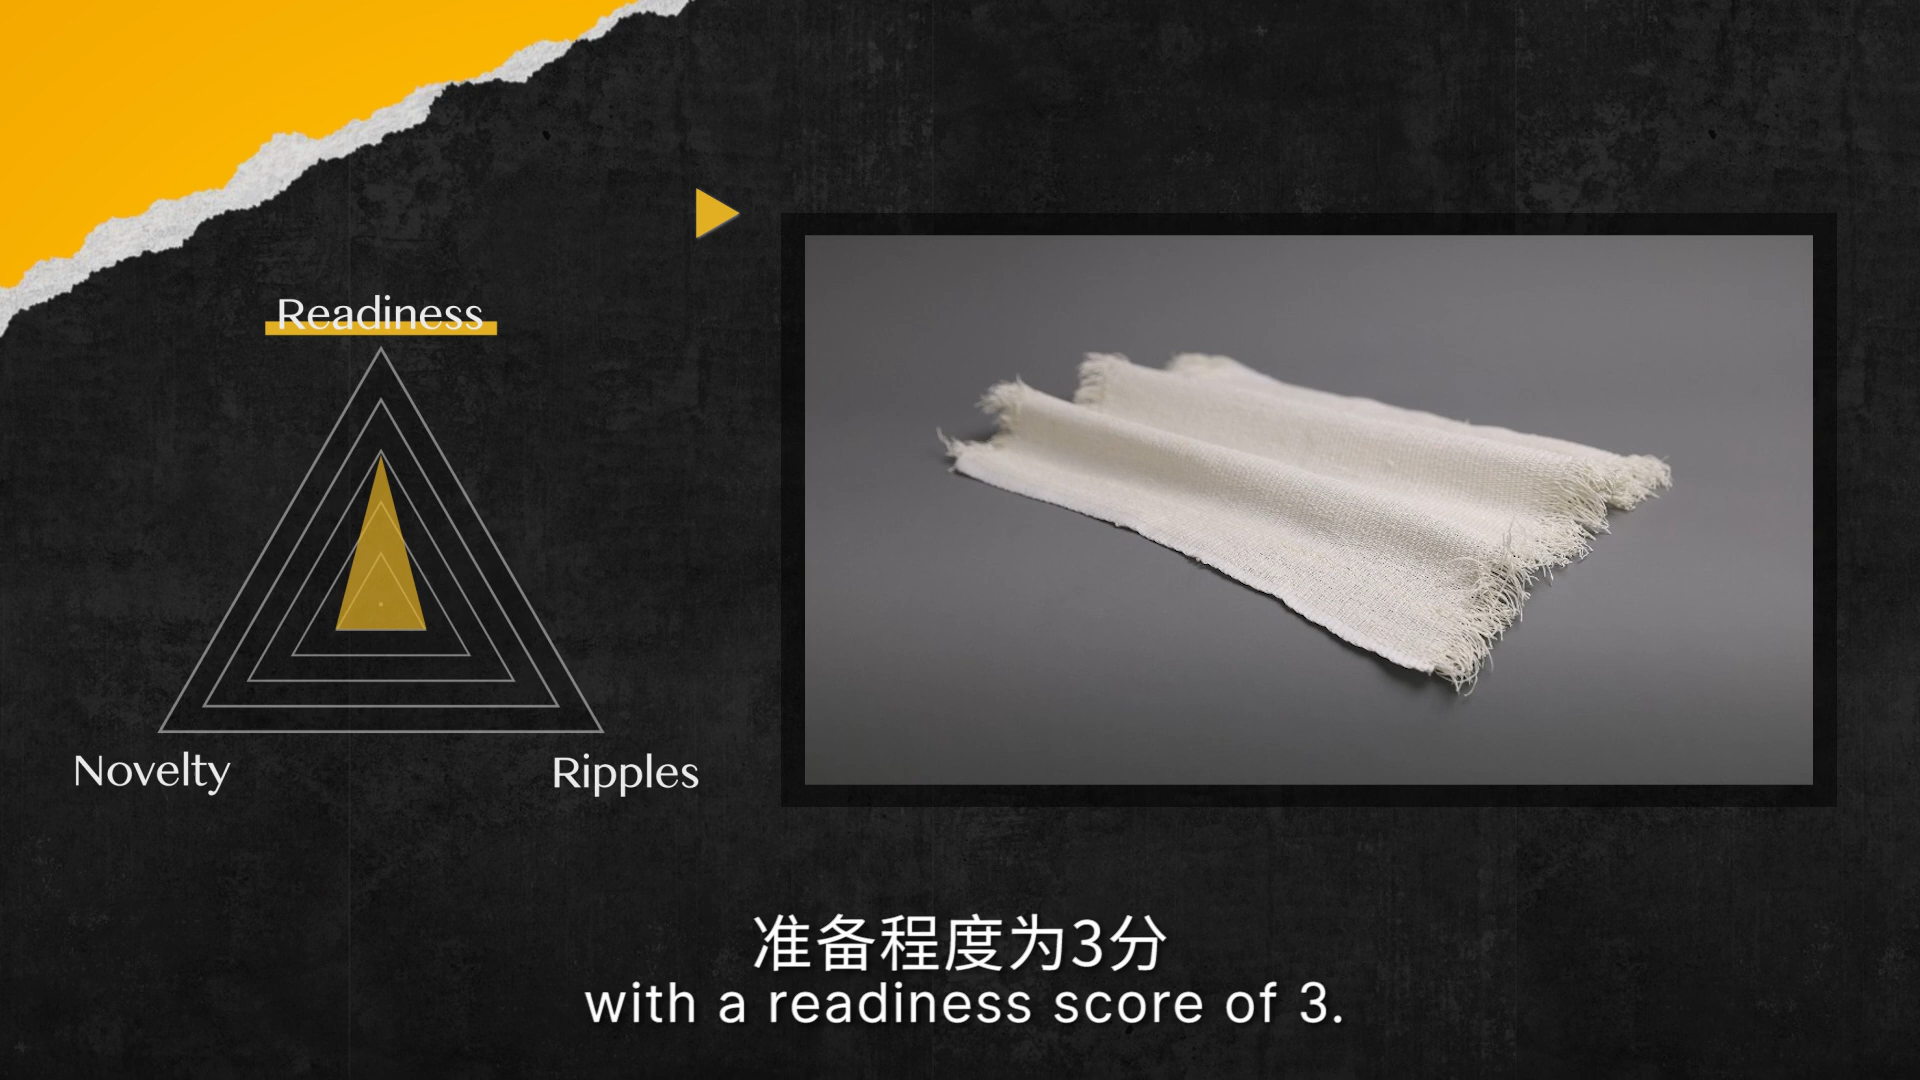 Readiness
Novelty
Ripples
准备程度为3分
with a readiness score of 3.